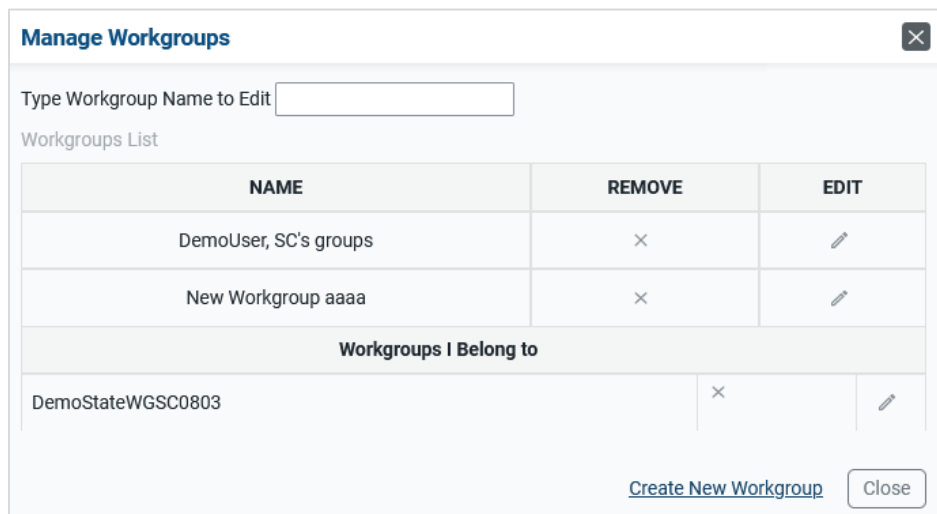 Manage Workgroups
Type Workgroup Name to Edit
Workgroups List
NAME REMOVE EDIT
DemoUser, SC's groups
New Workgroup aaaa
Workgroups I Belong to
DemoStateWGSC0803
Create New Workgroup Close